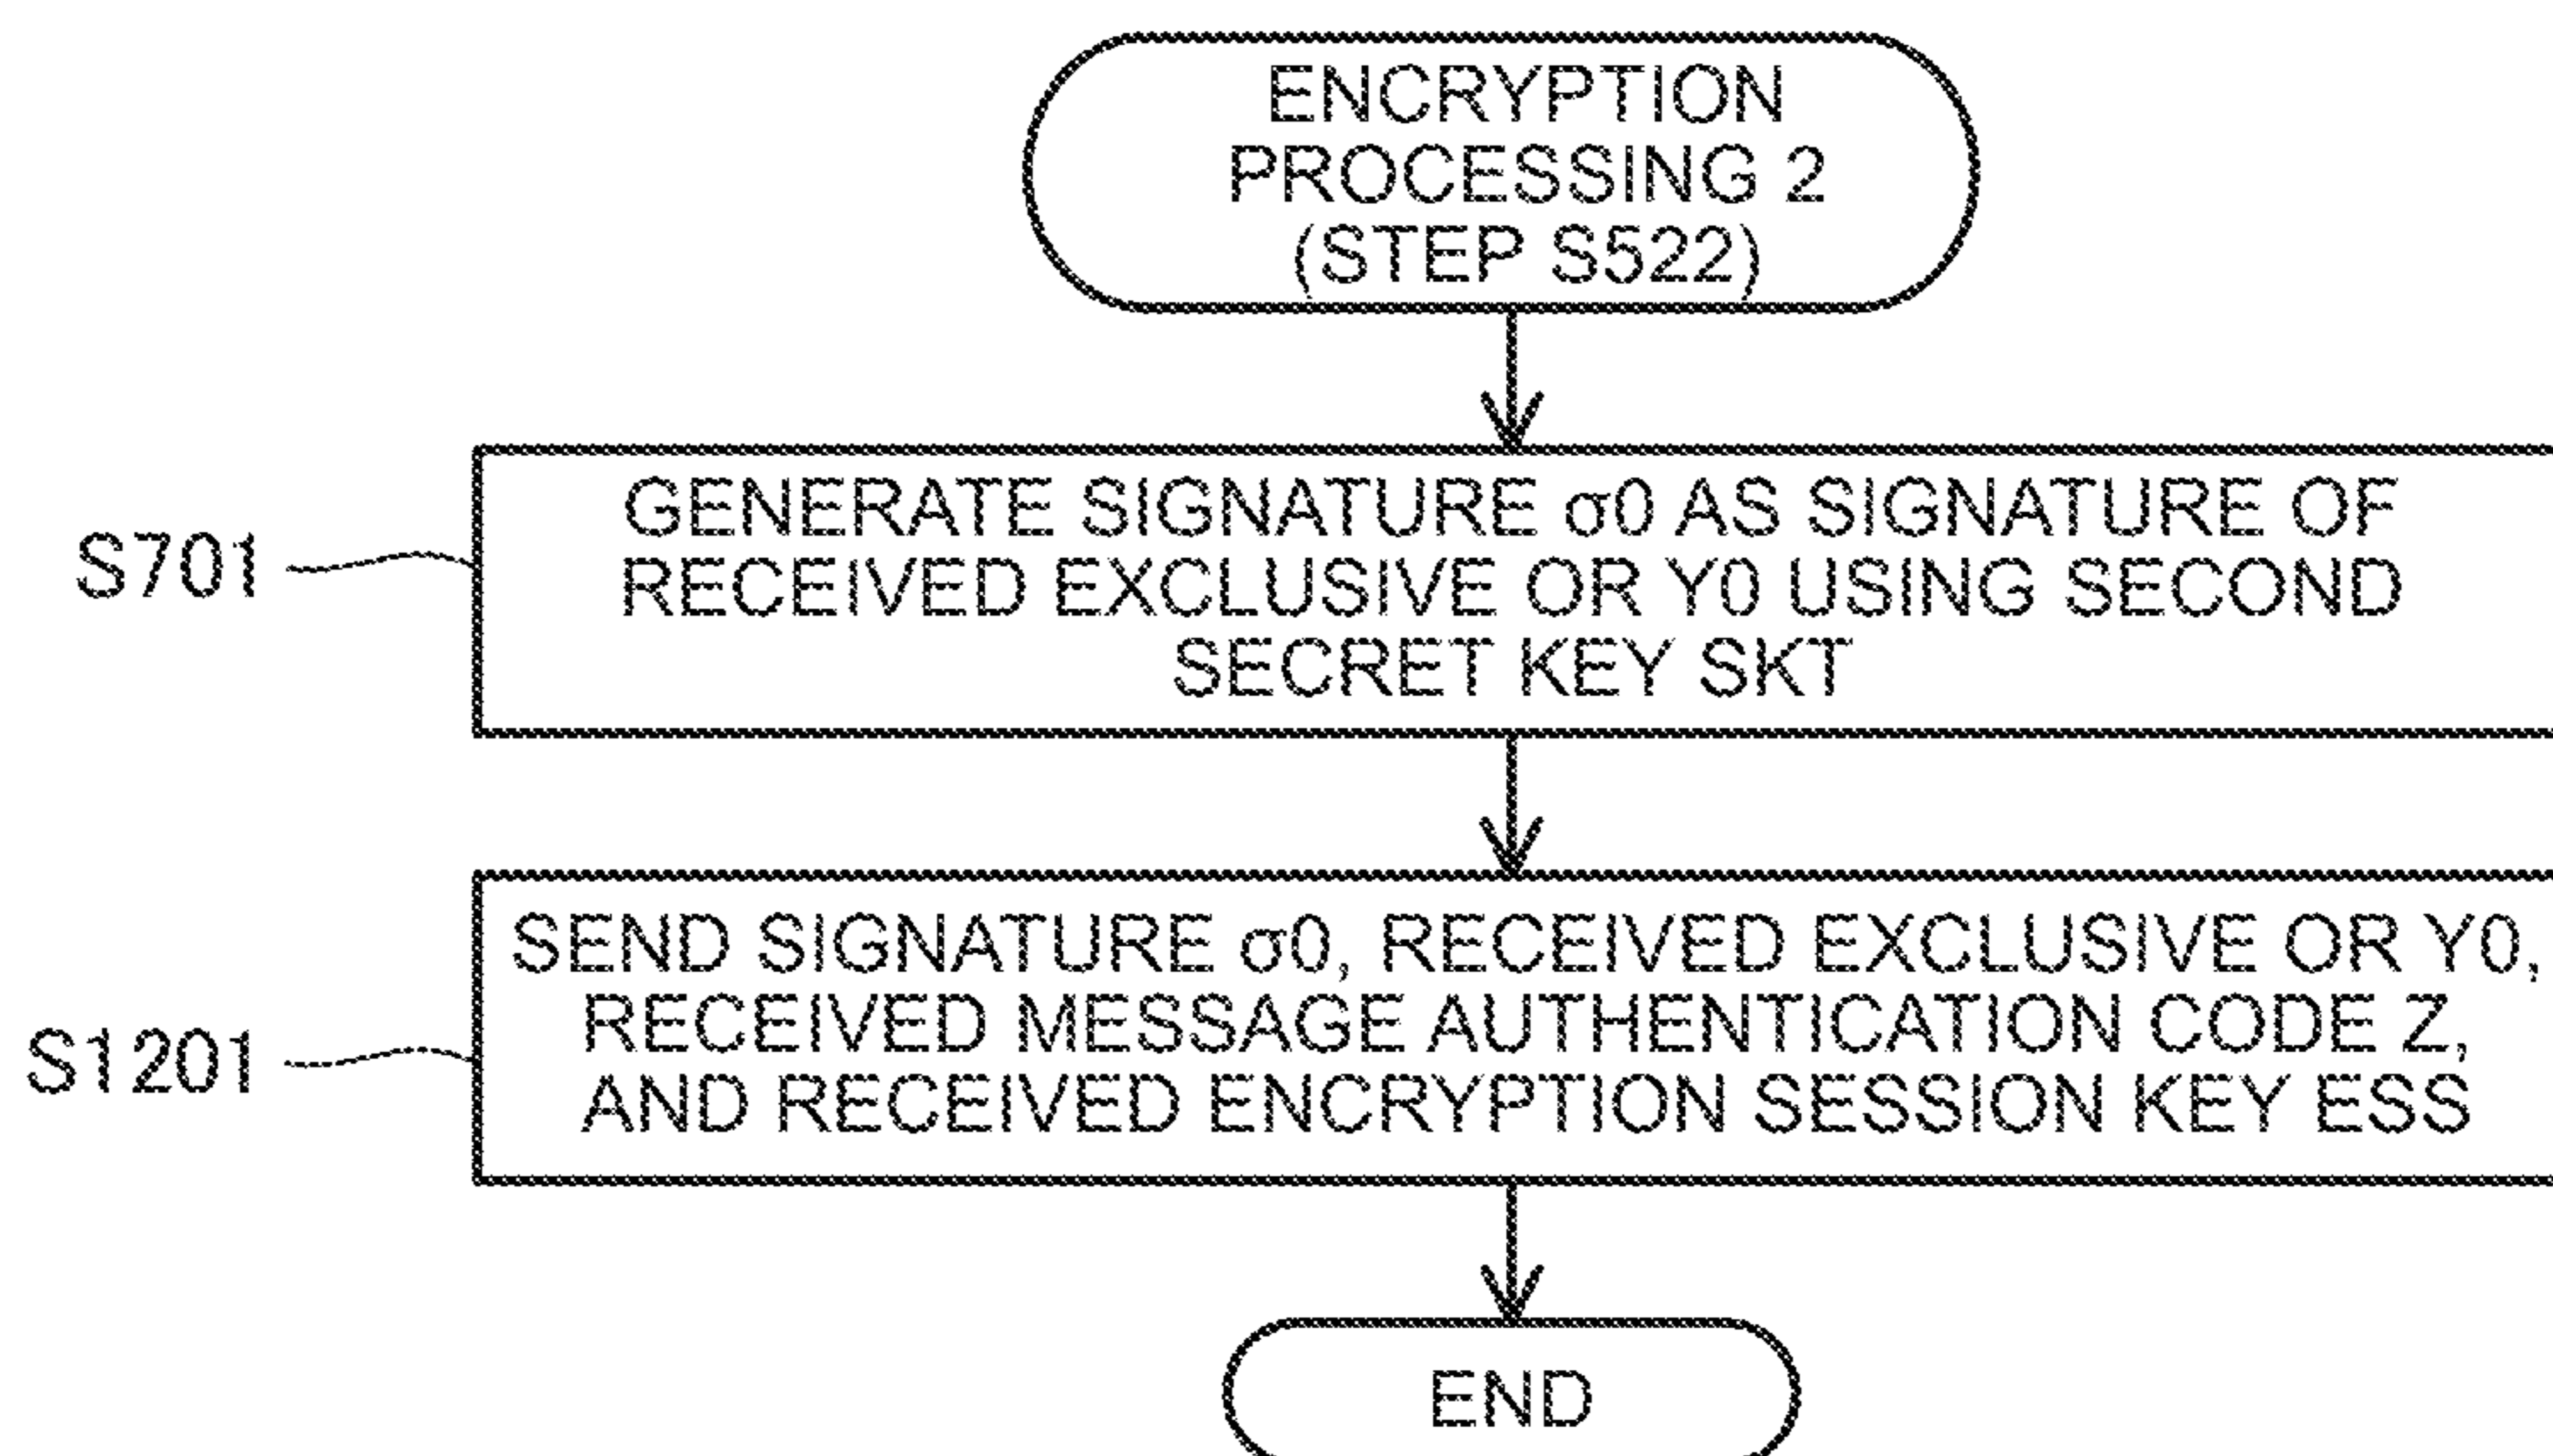 ENCRYPTION
PROCESSING 2
(STEP S522)
S701
GENERATE SIGNATURE σ0 AS SIGNATURE OF
RECEIVED EXCLUSIVE OR Y0 USING SECOND
SECRET KEY SKT
S1201
SEND SIGNATURE σ0, RECEIVED EXCLUSIVE OR Y0,
RECEIVED MESSAGE AUTHENTICATION CODE Z,
AND RECEIVED ENCRYPTION SESSION KEY ESS
END